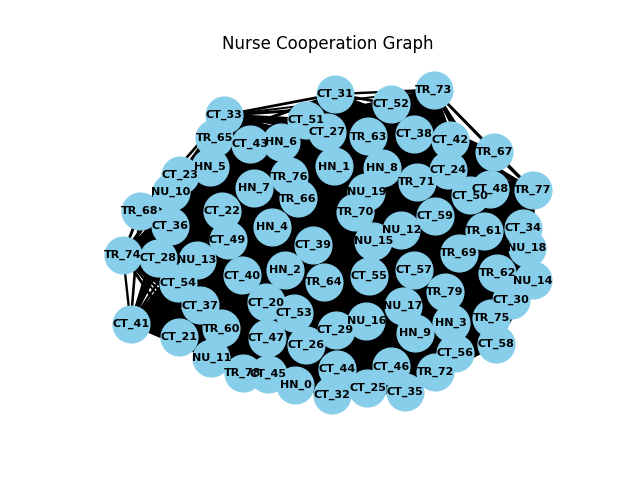 Nurse Cooperation Graph
TR_73
CT_31
CT_52
CT_33
CT_51
CT_27
TR_63
CT_38
TR_65
CT_43
HN_6
CT_42
TR_67
HN_5
HN_1
HN_8
CT_24
CT_23
TR_76
TR_71
NU_10
HN_7
NU_19
CT_50
CT_48
TR_77
TR_66
TR_68
CT_22
TR_70
CT_59
CT_36
HN_4
NU_12
TR_61
CT_34
CT_49
NU_15
CT_39
NU_18
TR_74
CT_28
NU_13
TR_69
CT_40
HN_2
CT_55
CT_57
TR_62
CT_54
TR_64
NU_14
TR_79
CT_30
CT_37
CT_20
CT_53
NU_17
CT_41
NU_16
HN_3
TR_75
TR_60
CT_29
HN_9
CT_21
CT_47
CT_26
CT_58
CT_56
NU_11
CT_44
CT_46
TR_72
CT_45
HN_0
CT_32
CT_25
CT_35